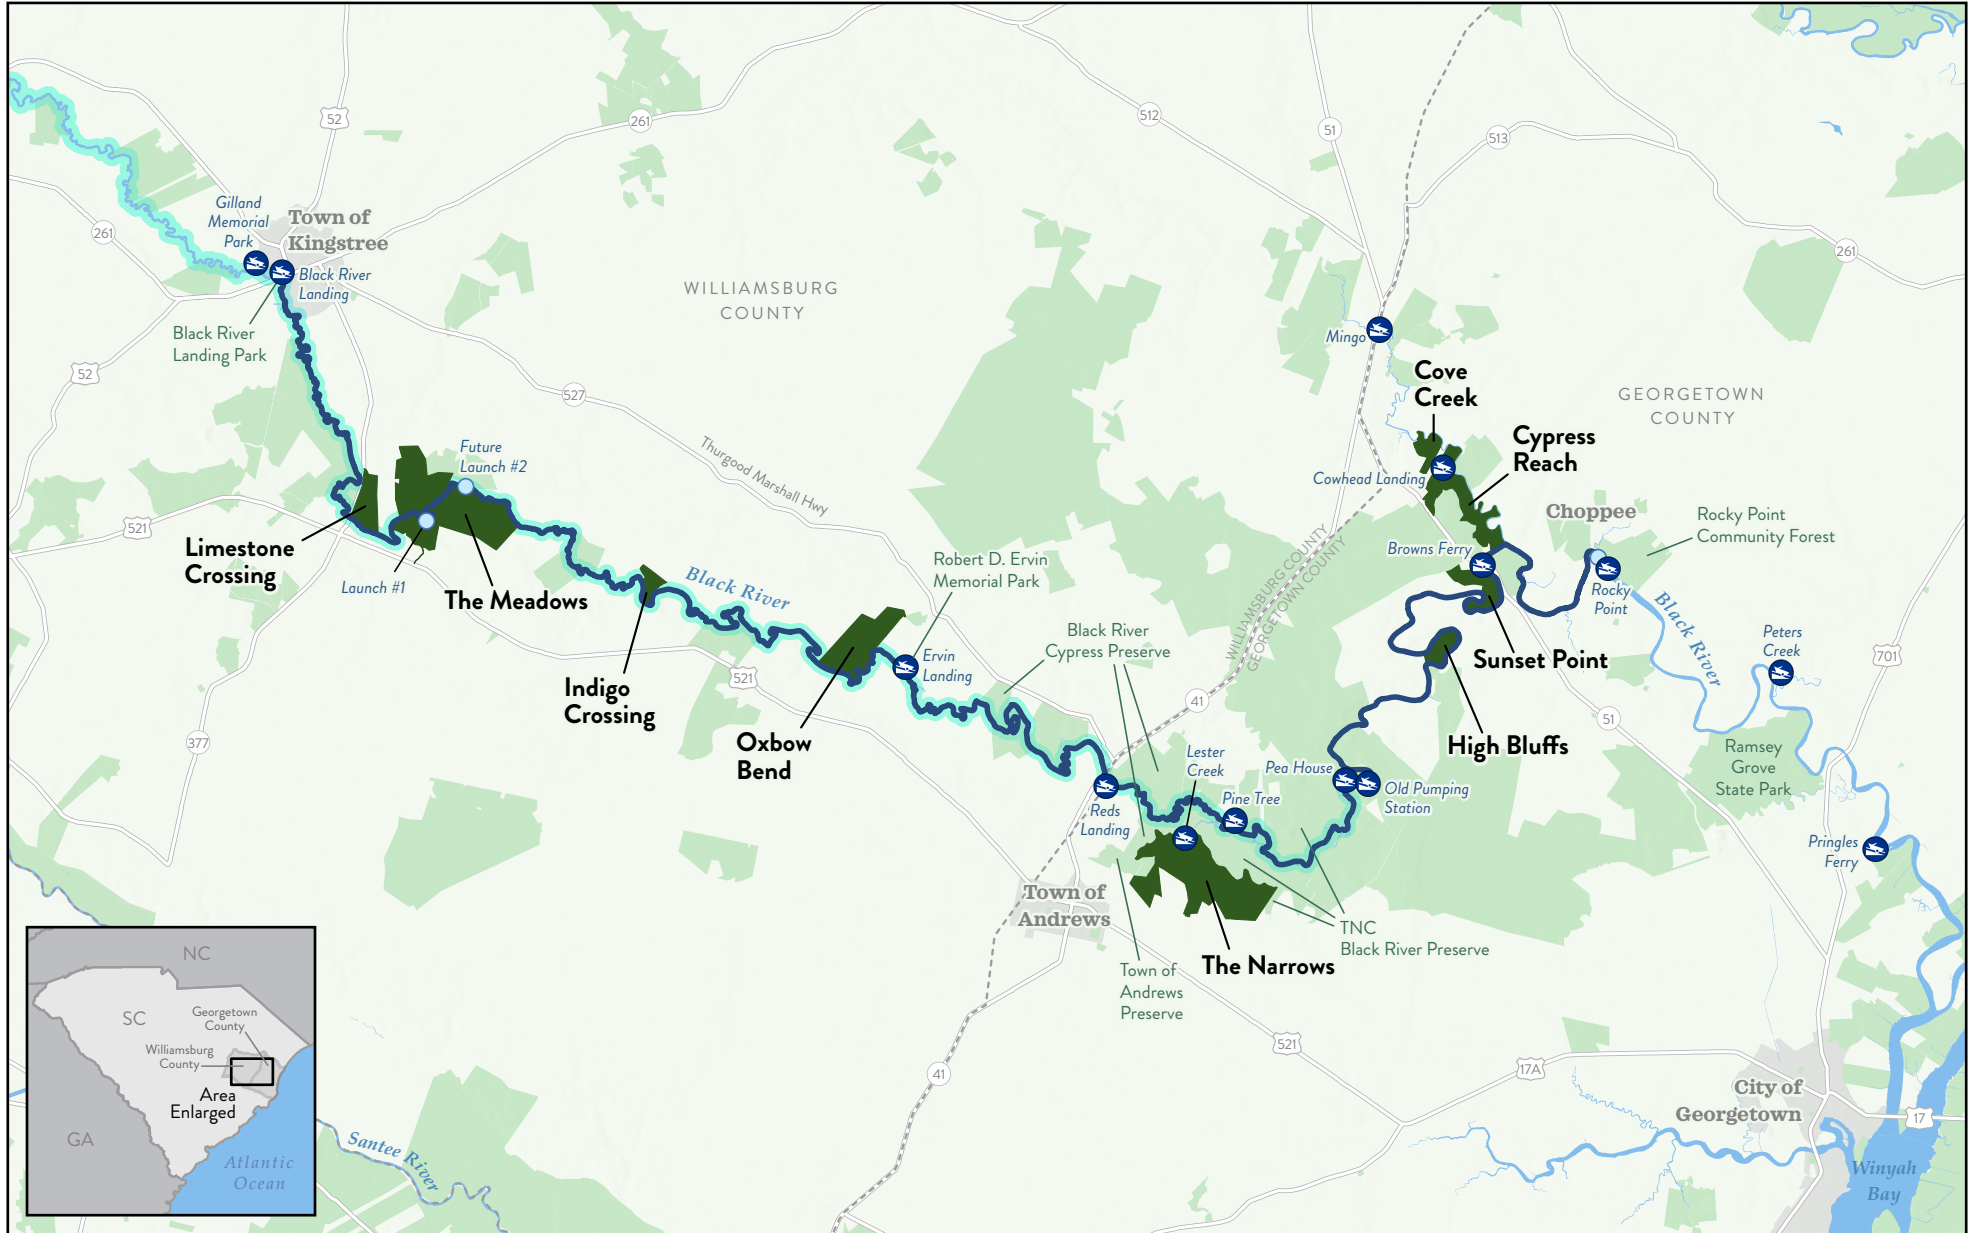 52
261
512
51
513
Gilland
Memorial
Park
Town of
Kingstree
261
261
Black River
Landing
WILLIAMSBURG
COUNTY
Black River
Landing Park
Mingo
52
527
Cove
Creek
GEORGETOWN
COUNTY
Cypress
Reach
Thurgood Marshall Hwy
Future
Launch #2
Cowhead Landing
Choppee
Rocky Point
Community Forest
521
Limestone
Crossing
Launch #1
The Meadows
Black River
Robert D. Ervin
Memorial Park
WILLIAMSBURG COUNTY
GEORGETOWN COUNTY
Browns Ferry
Rocky
Point
Black River
Peters
Creek
701
Black River
Cypress Preserve
Ervin
Landing
Sunset Point
Indigo
Crossing
521
41
51
377
Oxbow
Bend
High Bluffs
Ramsey
Grove
State Park
Lester
Creek
Pea House
Old Pumping
Station
Pine Tree
Reds
Landing
Pringles
Ferry
Town of
Andrews
TNC
Black River Preserve
The Narrows
Town of
Andrews
Preserve
521
41
17A
City of
Georgetown
17
Winyah
Bay
Santee River
NC
SC
Georgetown
County
Williamsburg
County
Area
Enlarged
GA
Atlantic
Ocean